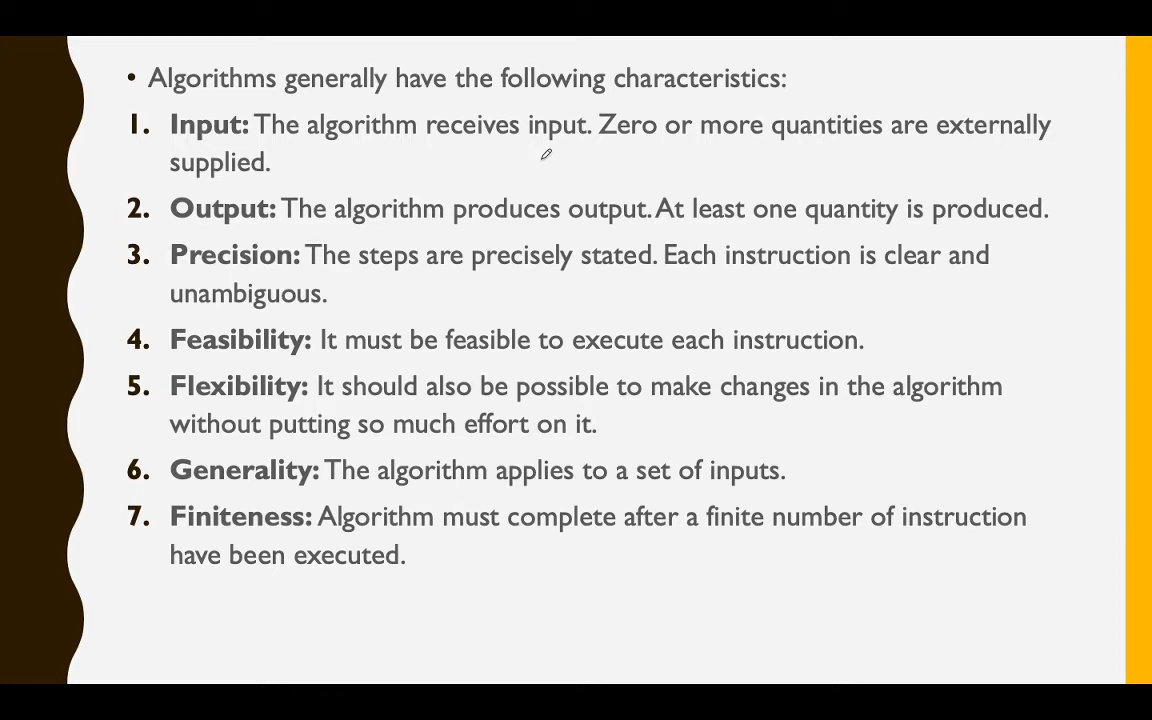 • Algorithms generally have the following characteristics:
1. Input: The algorithm receives input. Zero or more quantities are externally
supplied.
2. Output: The algorithm produces output. At least one quantity is produced.
3. Precision: The steps are precisely stated. Each instruction is clear and
unambiguous.
4. Feasibility: It must be feasible to execute each instruction.
5. Flexibility: It should also be possible to make changes in the algorithm
without putting so much effort on it.
6. Generality: The algorithm applies to a set of inputs.
7. Finiteness: Algorithm must complete after a finite number of instruction
have been executed.